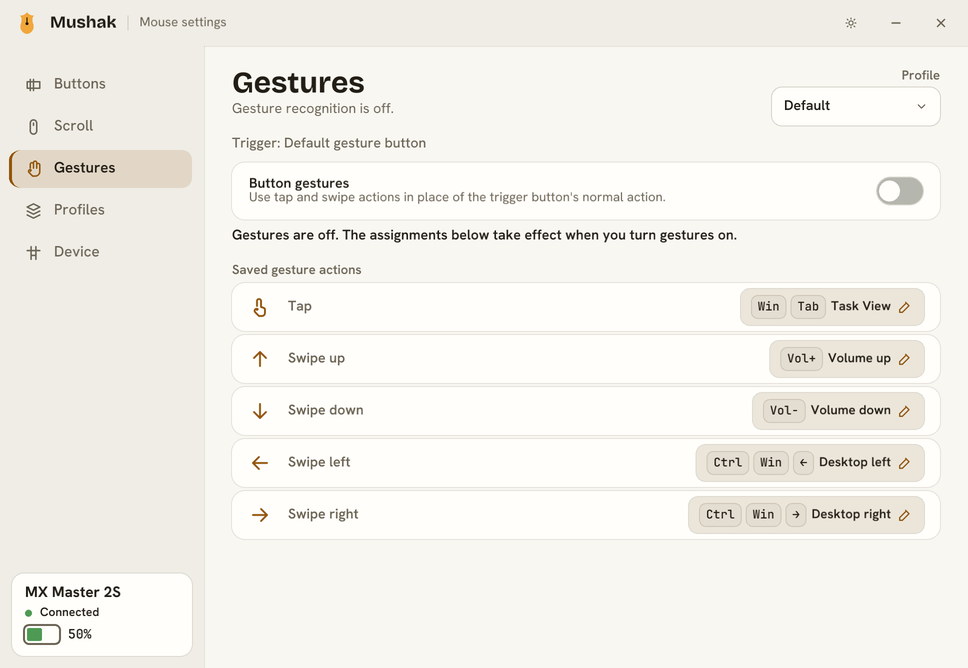 Mushak | Mouse settings
Buttons
Scroll
Gestures
Profiles
Device
MX Master 2S
Connected
50%
Gestures
Gesture recognition is off.
Profile
Default
Trigger: Default gesture button
Button gestures
Use tap and swipe actions in place of the trigger button's normal action.
Gestures are off. The assignments below take effect when you turn gestures on.
Saved gesture actions
Tap Win Tab Task View
Swipe up Vol+ Volume up
Swipe down Vol- Volume down
Swipe left Ctrl Win ← Desktop left
Swipe right Ctrl Win → Desktop right